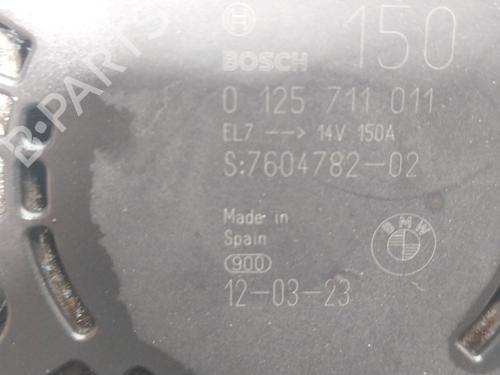 BOSCH 150
0 125 711 011
EL7 --> 14V 150A
S:7604782-02
Made in
Spain
BMW
900
12-03-23
B-PARTS